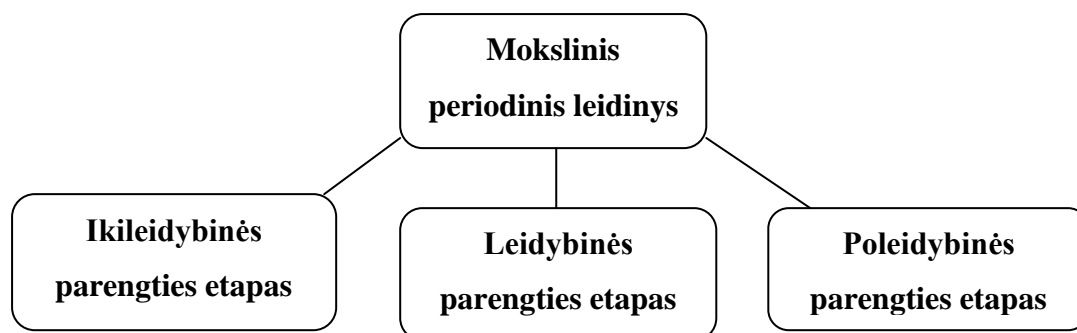 Mokslinis
periodinis leidinys
Ikileidybinės
parengties etapas
Leidybinės
parengties etapas
Poleidybinės
parengties etapas